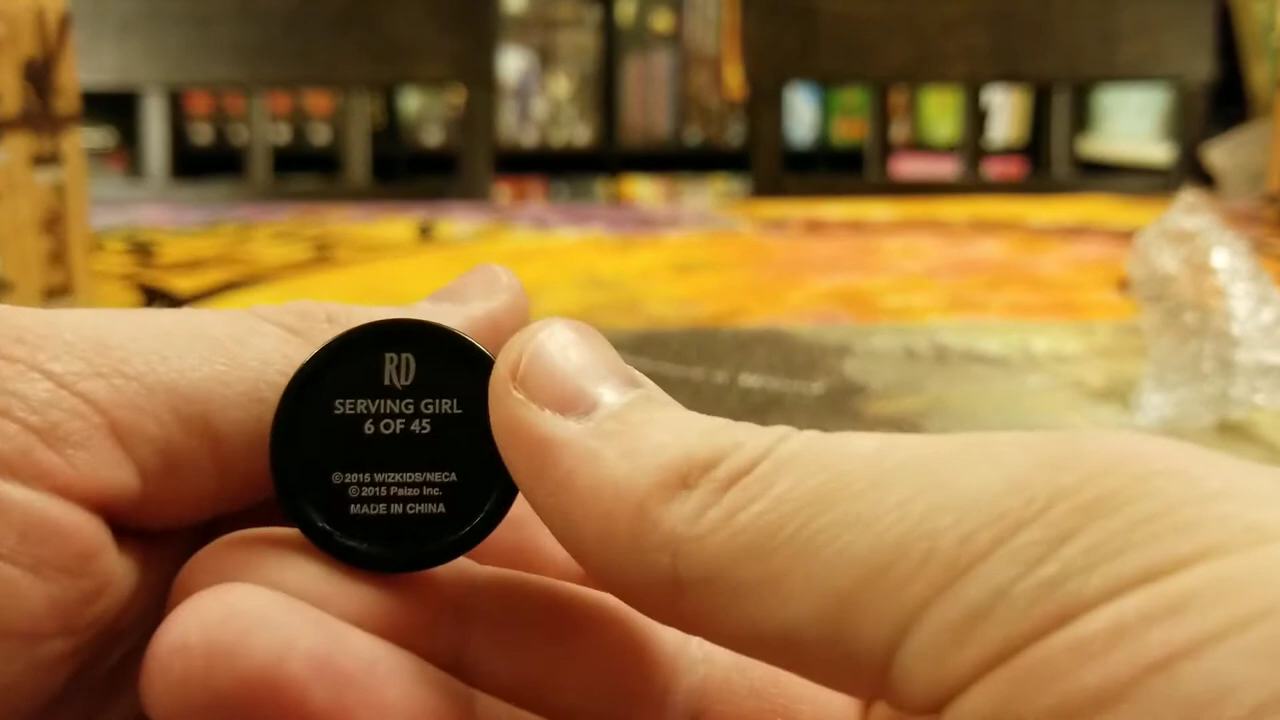 RD
SERVING GIRL
6 OF 45
©2015 WIZKIDS/NECA
©2015 Paizo Inc.
MADE IN CHINA